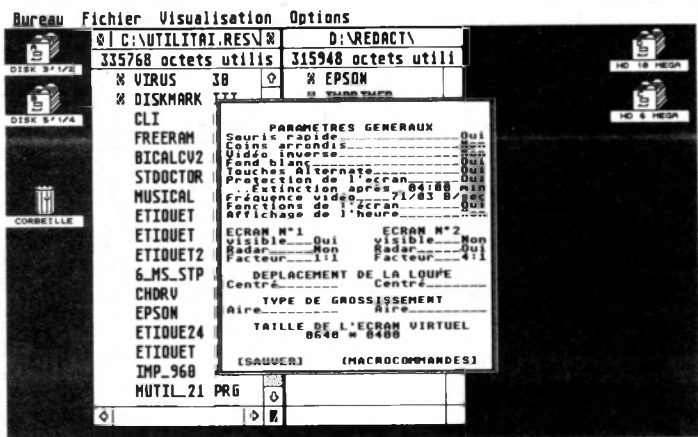 Bureau Fichier Visualisation Options
C:\UTILITAI.RES\
D:\REDACT\
335768 octets utilis
315948 octets utili
DISK 3"1/2
DISK 5"1/4
CORBEILLE
HD 10 MEGA
HD 6 MEGA
VIRUS 38
DISKMARK III
CLI
FREERAM
BICALCV2
STDOCTOR
MUSICAL
ETIQUET
ETIQUET
ETIQUET2
6_MS_STP
CHDRV
EPSON
ETIQUE24
ETIQUET
IMP_960
MUTIL_21 PRG
EPSON
PARAMETRES GENERAUX
Souris rapide Oui
Coins arrondis Non
Vidéo inverse
Fond blanc Oui
Touches Alternate Oui
Protection de l'écran Oui
..Extinction après 04:00 min
Fréquence vidéo 71/03 B/sec
Fonctions de l'écran Oui
Affichage de l'heure
ECRAN N°1
visible Oui
Radar Non
Facteur 1:1
ECRAN N°2
visible Non
Radar Oui
Facteur 4:1
DEPLACEMENT DE LA LOUPE
Centré Centré
TYPE DE GROSSISSEMENT
Aire Aire
TAILLE DE L'ECRAN VIRTUEL
0640 * 0400
[SAUVER] [MACROCOMMANDES]